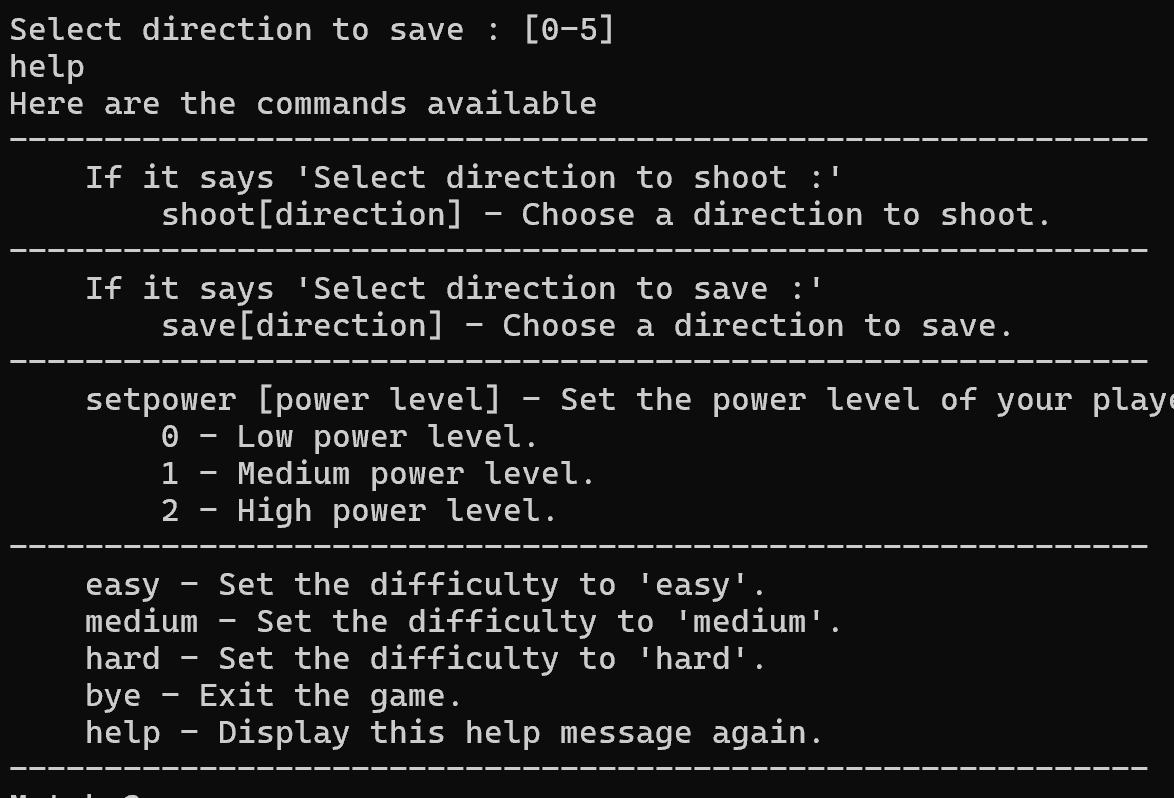 Select direction to save : [0-5]
help
Here are the commands available
------------------------------------------------------------
If it says 'Select direction to shoot :'
shoot[direction] - Choose a direction to shoot.
------------------------------------------------------------
If it says 'Select direction to save :'
save[direction] - Choose a direction to save.
------------------------------------------------------------
setpower [power level] - Set the power level of your
0 - Low power level.
1 - Medium power level.
2 - High power level.
------------------------------------------------------------
easy - Set the difficulty to 'easy'.
medium - Set the difficulty to 'medium'.
hard - Set the difficulty to 'hard'.
bye - Exit the game.
help - Display this help message again.
------------------------------------------------------------